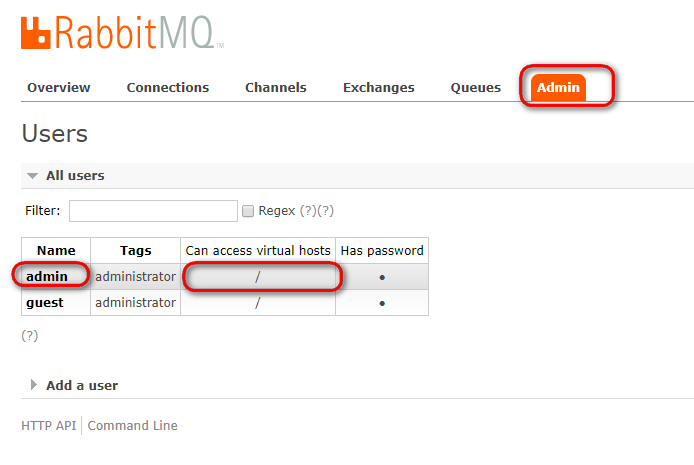 RabbitMQ™
Overview Connections Channels Exchanges Queues Admin
Users
All users
Filter: Regex (?)(?)
Name Tags Can access virtual hosts Has password
admin administrator / •
guest administrator / •
(?)
Add a user
HTTP API Command Line